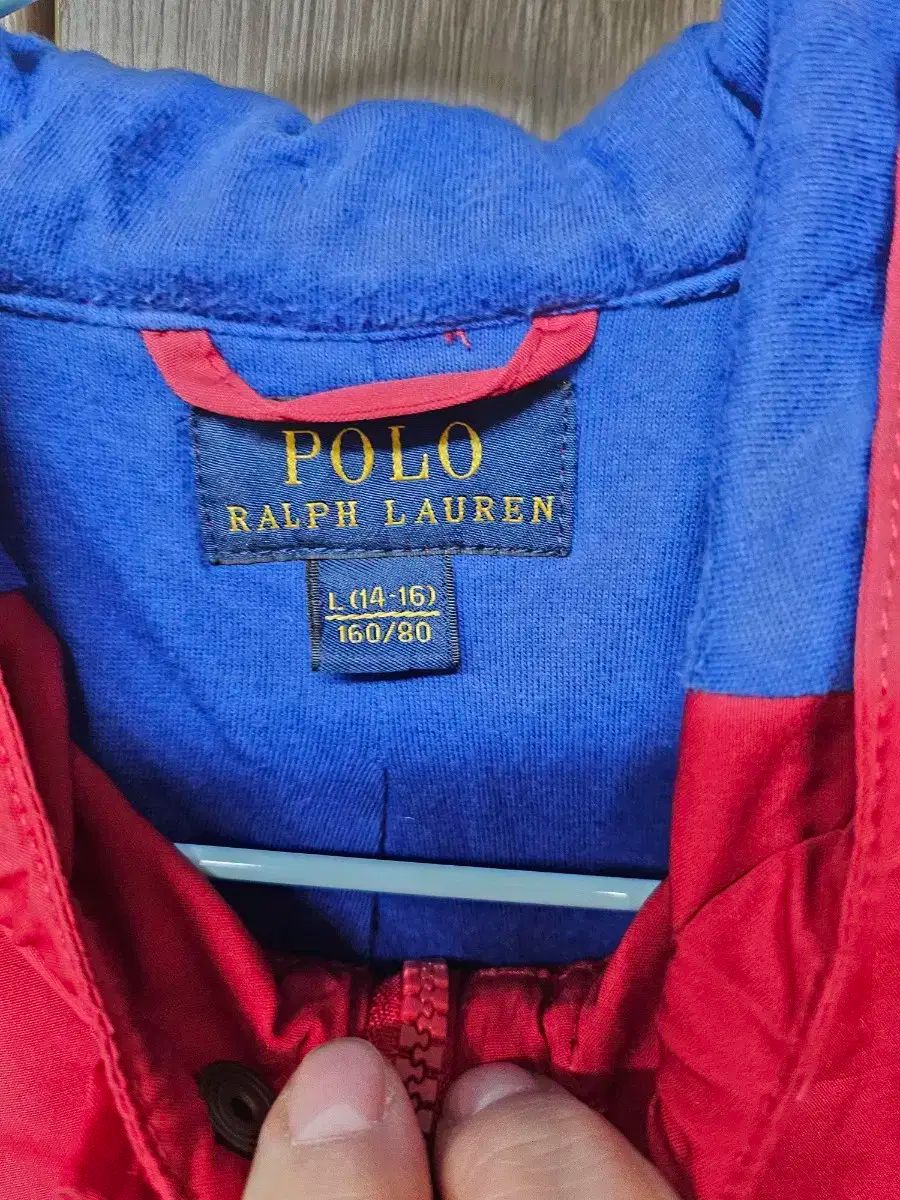 POLO
RALPH LAUREN
L (14-16)
160/80